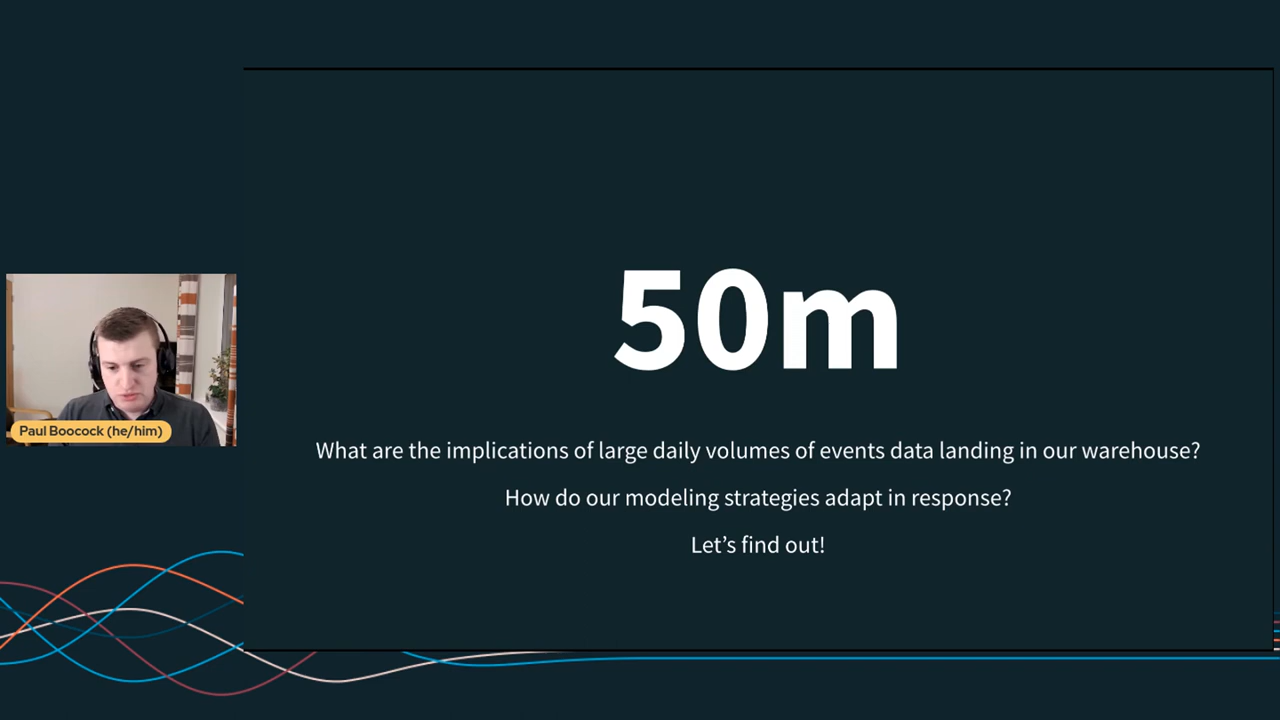 50m
What are the implications of large daily volumes of events data landing in our warehouse?
How do our modeling strategies adapt in response?
Let’s find out!
Paul Boocock (he/him)